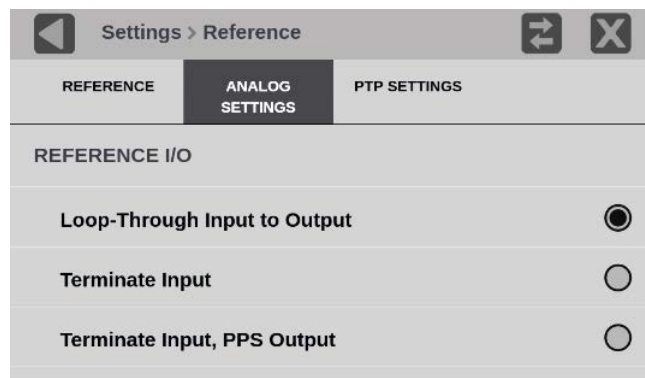 Settings > Reference
REFERENCE
ANALOG
SETTINGS
PTP SETTINGS
REFERENCE I/O
Loop-Through Input to Output
Terminate Input
Terminate Input, PPS Output